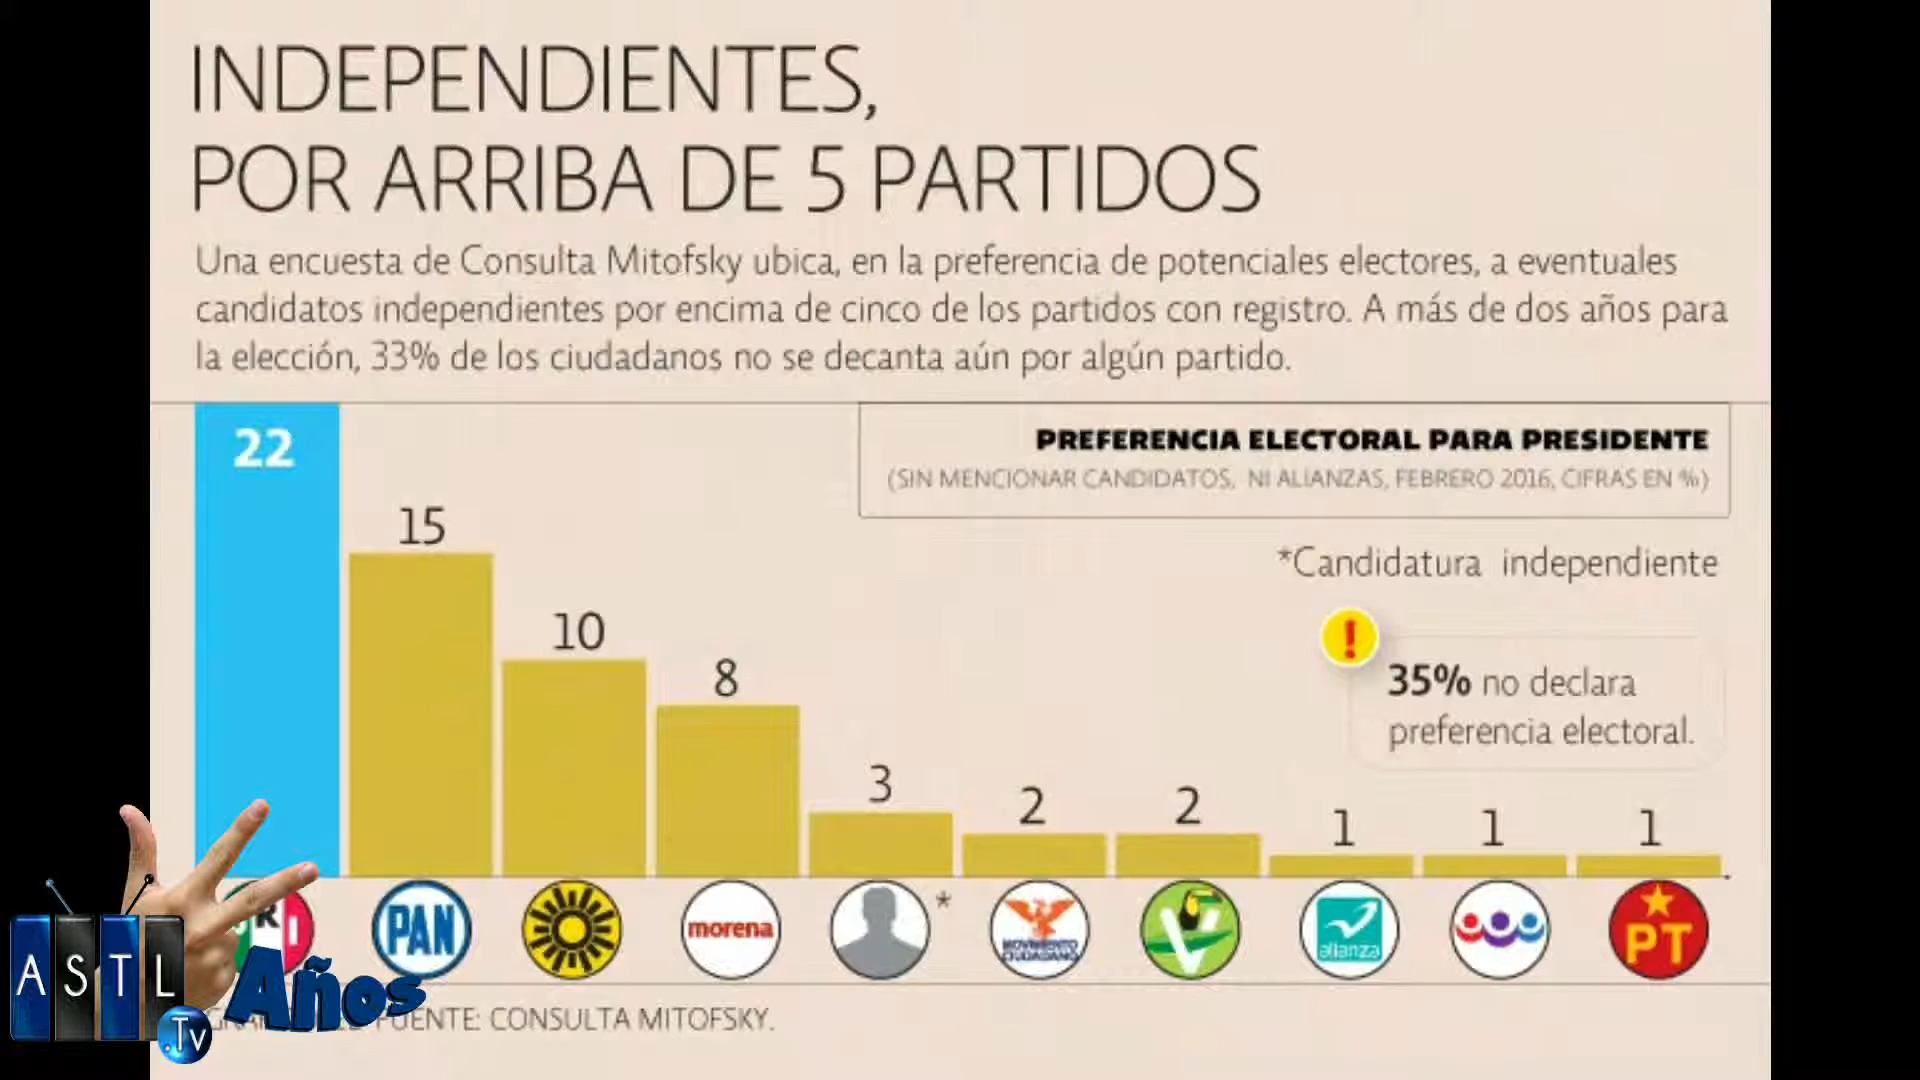 INDEPENDIENTES,
POR ARRIBA DE 5 PARTIDOS
Una encuesta de Consulta Mitofsky ubica, en la preferencia de potenciales electores, a eventuales
candidatos independientes por encima de cinco de los partidos con registro. A más de dos años para
la elección, 33% de los ciudadanos no se decanta aún por algún partido.
PREFERENCIA ELECTORAL PARA PRESIDENTE
(SIN MENCIONAR CANDIDATOS, NI ALIANZAS, FEBRERO 2016, CIFRAS EN %)
*Candidatura independiente
! 35% no declara
preferencia electoral.
22 15 10 8 3 2 2 1 1 1
RI PAN morena * MOVIMIENTO CIUDADANO V alianza PT
ASTL.Tv Años
FUENTE: CONSULTA MITOFSKY.